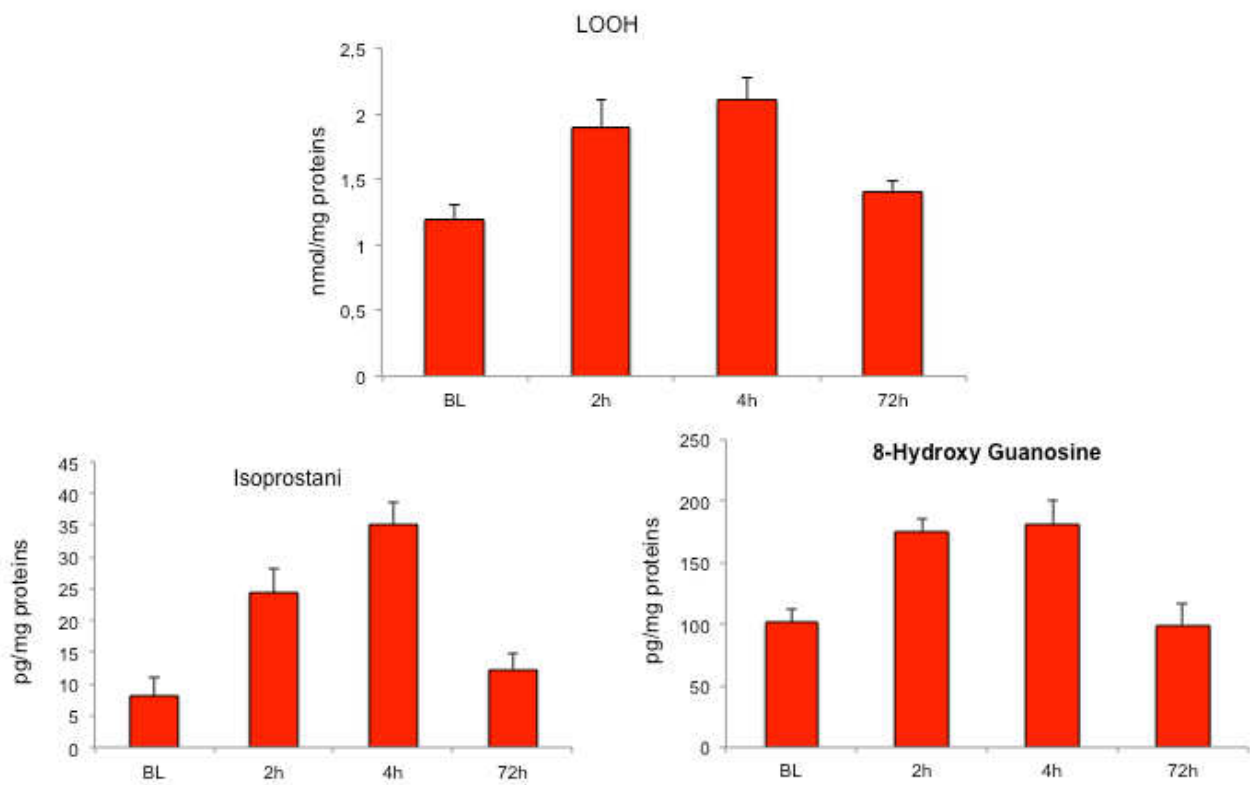 LOOH
nmol/mg proteins
2,5
2
1,5
1
0,5
0
BL 2h 4h 72h
Isoprostani
pg/mg proteins
45
40
35
30
25
20
15
10
5
0
BL 2h 4h 72h
8-Hydroxy Guanosine
pg/mg proteins
250
200
150
100
50
0
BL 2h 4h 72h